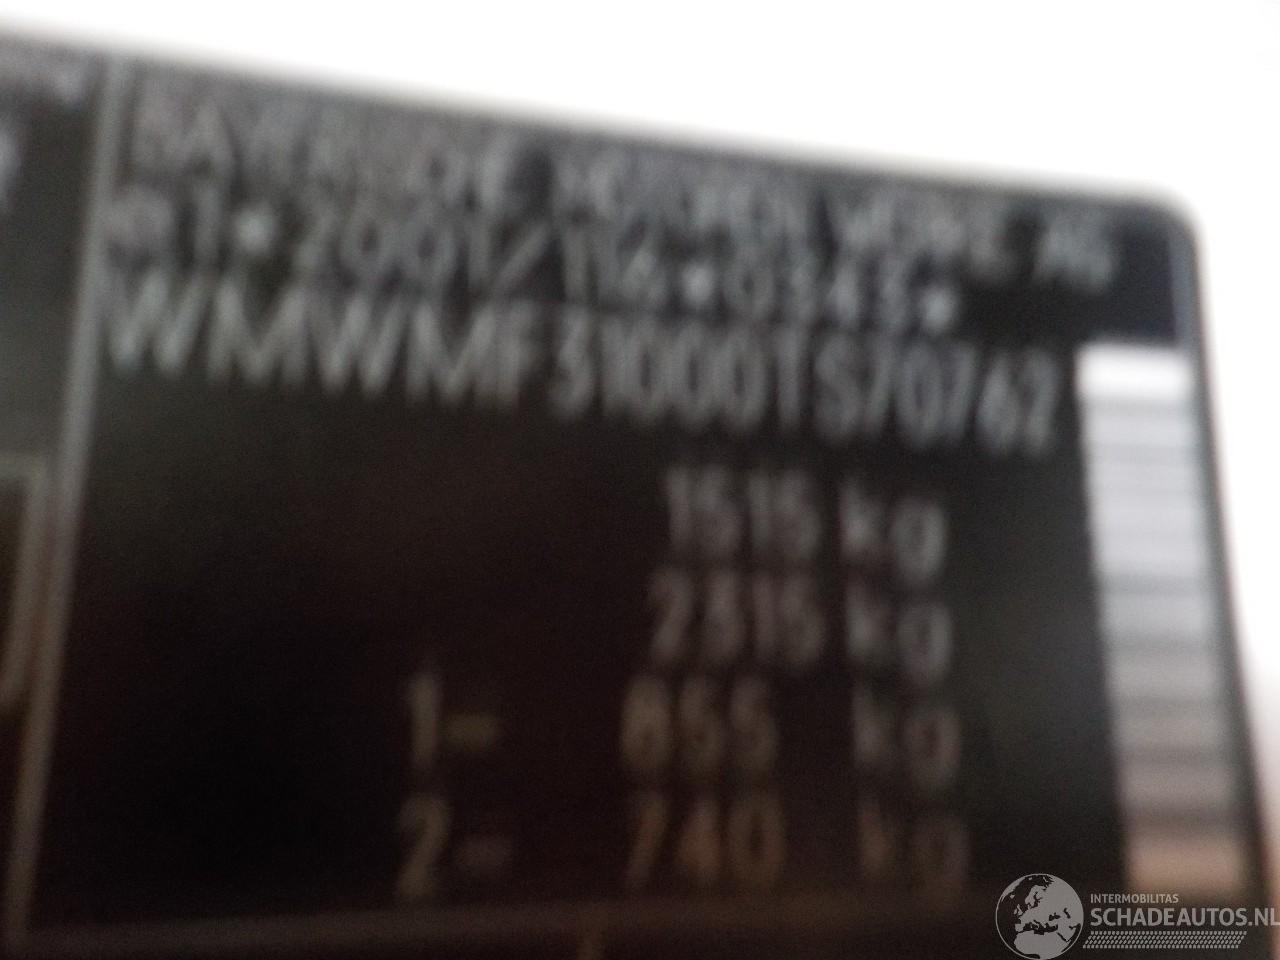 BAYERISCHE MOTOREN WERKE AG
e1*2001/116*0343*
WMWMF31000TS70762
1515 kg
2315 kg
1- 855 kg
2- 740 kg
INTERMOBILITAS
SCHADEAUTOS.NL